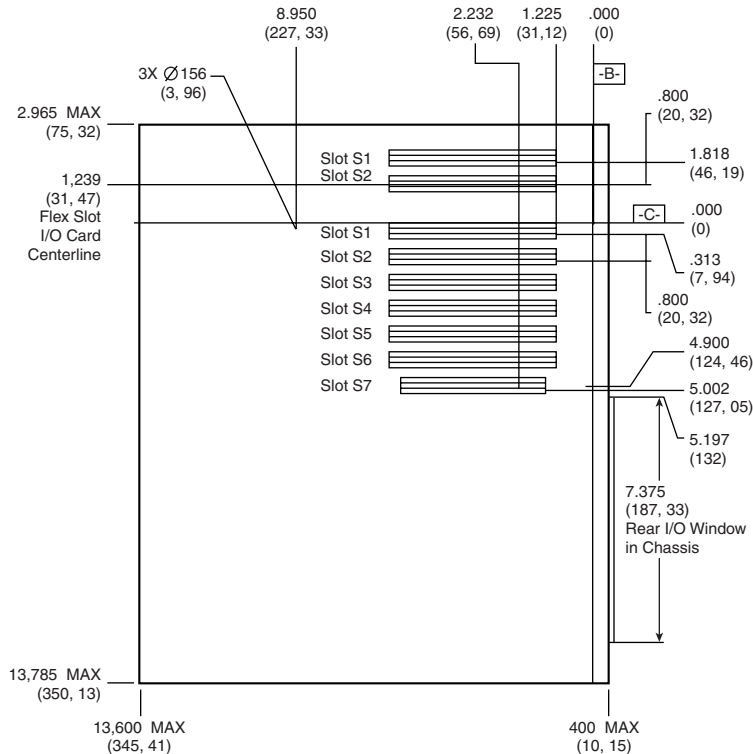 8.950
(227, 33)
2.232
(56, 69)
1.225
(31,12)
.000
(0)
-B-
3X Ø 156
(3, 96)
2.965 MAX
(75, 32)
.800
(20, 32)
Slot S1
1.818
(46, 19)
Slot S2
1,239
(31, 47)
Flex Slot
I/O Card
Centerline
-C-
.000
(0)
Slot S1
Slot S2
.313
(7, 94)
Slot S3
Slot S4
.800
(20, 32)
Slot S5
Slot S6
4.900
(124, 46)
Slot S7
5.002
(127, 05)
5.197
(132)
7.375
(187, 33)
Rear I/O Window
in Chassis
13,785 MAX
(350, 13)
13,600 MAX
(345, 41)
400 MAX
(10, 15)